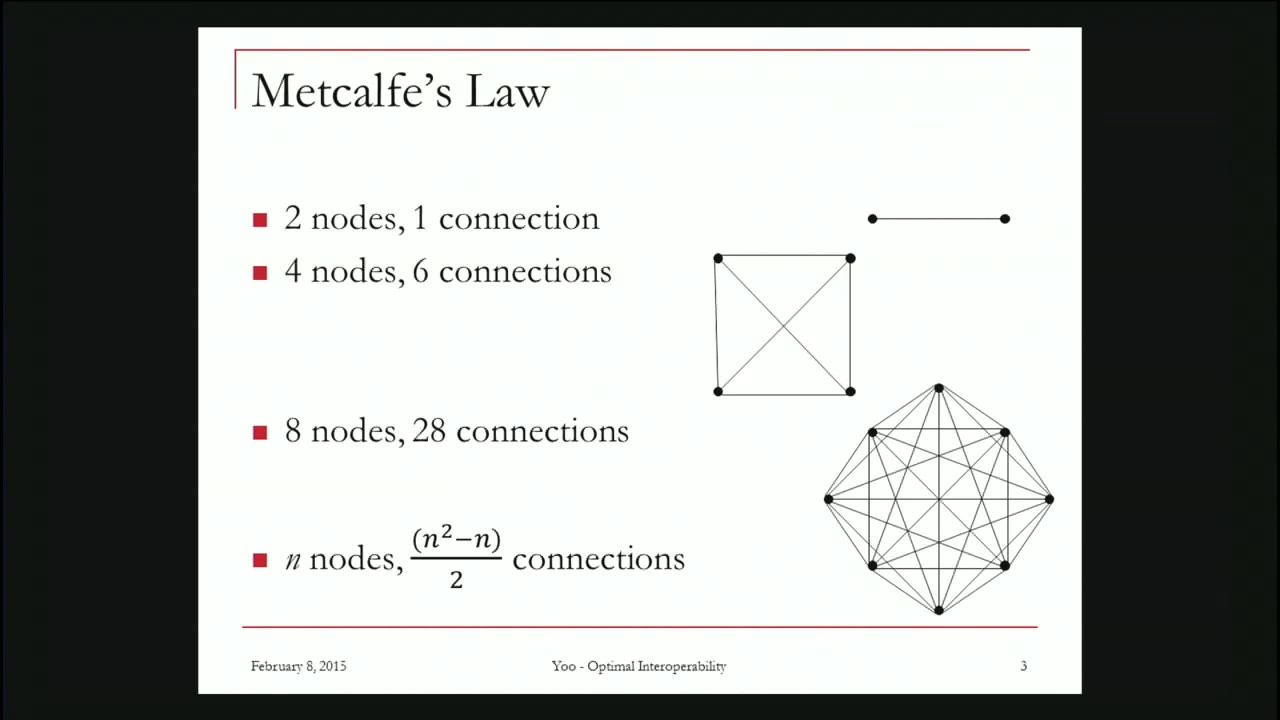 Metcalfe's Law
■ 2 nodes, 1 connection
■ 4 nodes, 6 connections
■ 8 nodes, 28 connections
■ n nodes, (n²−n)/2 connections
February 8, 2015 Yoo - Optimal Interoperability 3